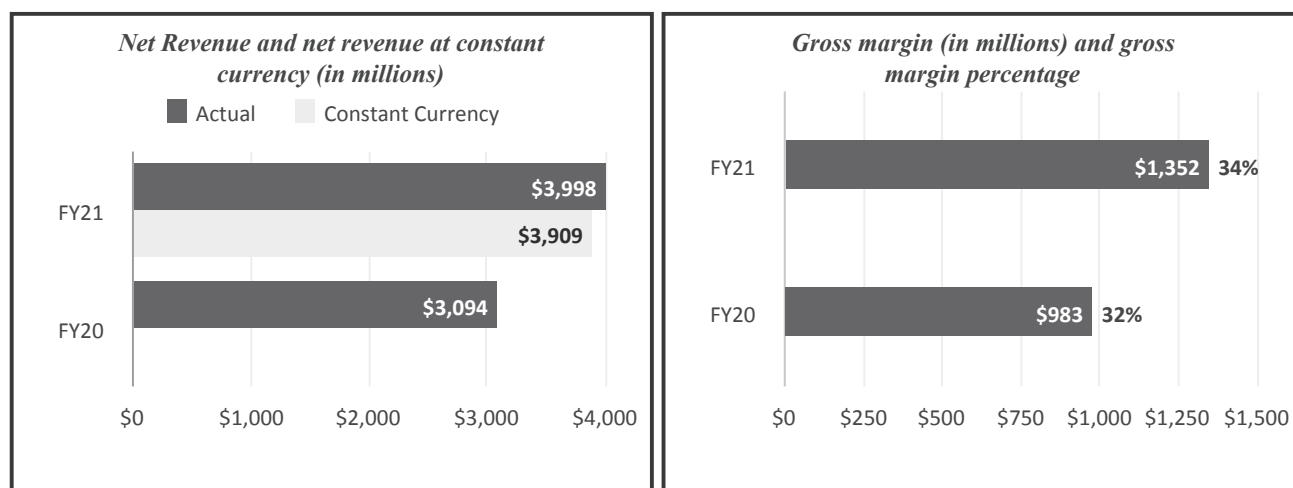 Net Revenue and net revenue at constant
currency (in millions)
Actual
Constant Currency
FY21
$3,998
$3,909
FY20
$3,094
$0 $1,000 $2,000 $3,000 $4,000
Gross margin (in millions) and gross
margin percentage
FY21
$1,352 34%
FY20
$983 32%
$0 $250 $500 $750 $1,000 $1,250 $1,500